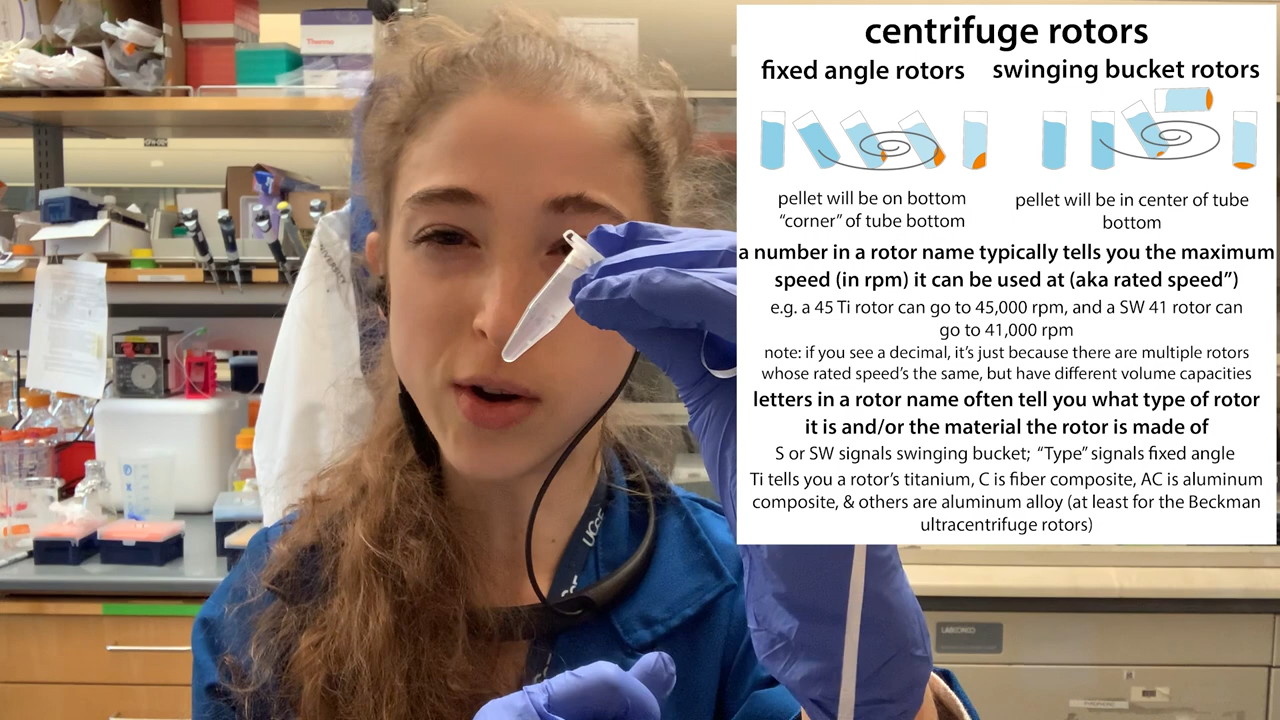 centrifuge rotors
fixed angle rotors
swinging bucket rotors
pellet will be on bottom
“corner” of tube bottom
pellet will be in center of tube
bottom
a number in a rotor name typically tells you the maximum
speed (in rpm) it can be used at (aka rated speed”)
e.g. a 45 Ti rotor can go to 45,000 rpm, and a SW 41 rotor can
go to 41,000 rpm
note: if you see a decimal, it’s just because there are multiple rotors
whose rated speed’s the same, but have different volume capacities
letters in a rotor name often tell you what type of rotor
it is and/or the material the rotor is made of
S or SW signals swinging bucket; “Type” signals fixed angle
Ti tells you a rotor’s titanium, C is fiber composite, AC is aluminum
composite, & others are aluminum alloy (at least for the Beckman
ultracentrifuge rotors)
Thermo
UCSF
LABCONCO